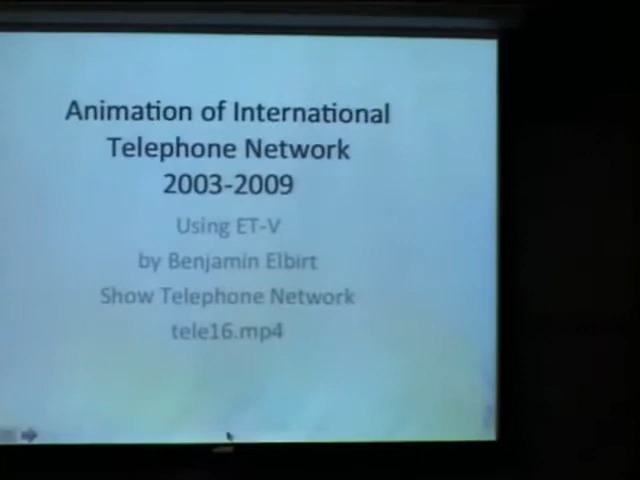 Animation of International
Telephone Network
2003-2009
Using ET-V
by Benjamin Elbirt
Show Telephone Network
tele16.mp4